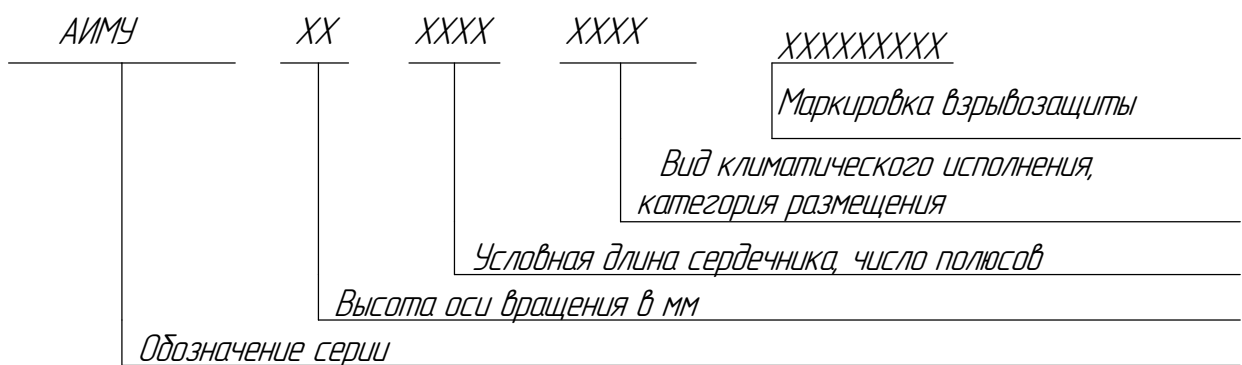 АИМУ XX XXXX XXXX XXXXXXXXX
Маркировка взрывозащиты
Вид климатического исполнения,
категория размещения
Условная длина сердечника, число полюсов
Высота оси вращения в мм
Обозначение серии